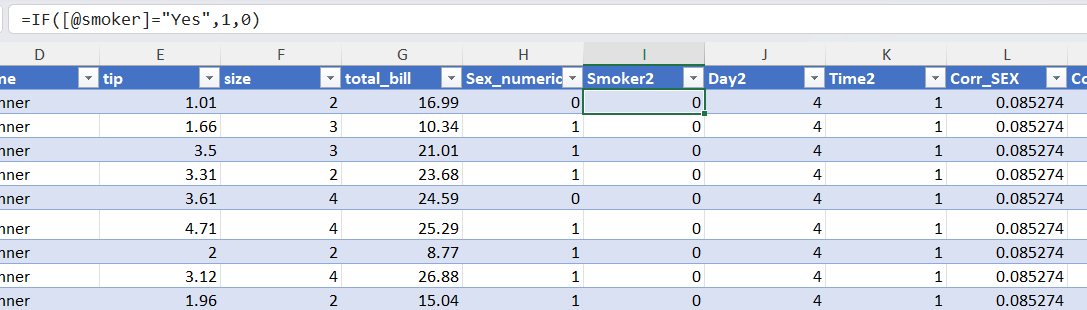 =IF([@smoker]="Yes",1,0)
D E F G H I J K L
me tip size total_bill Sex_numeric Smoker2 Day2 Time2 Corr_SEX Co
nner 1.01 2 16.99 0 0 4 1 0.085274
nner 1.66 3 10.34 1 0 4 1 0.085274
nner 3.5 3 21.01 1 0 4 1 0.085274
nner 3.31 2 23.68 1 0 4 1 0.085274
nner 3.61 4 24.59 0 0 4 1 0.085274
nner 4.71 4 25.29 1 0 4 1 0.085274
nner 2 2 8.77 1 0 4 1 0.085274
nner 3.12 4 26.88 1 0 4 1 0.085274
nner 1.96 2 15.04 1 0 4 1 0.085274